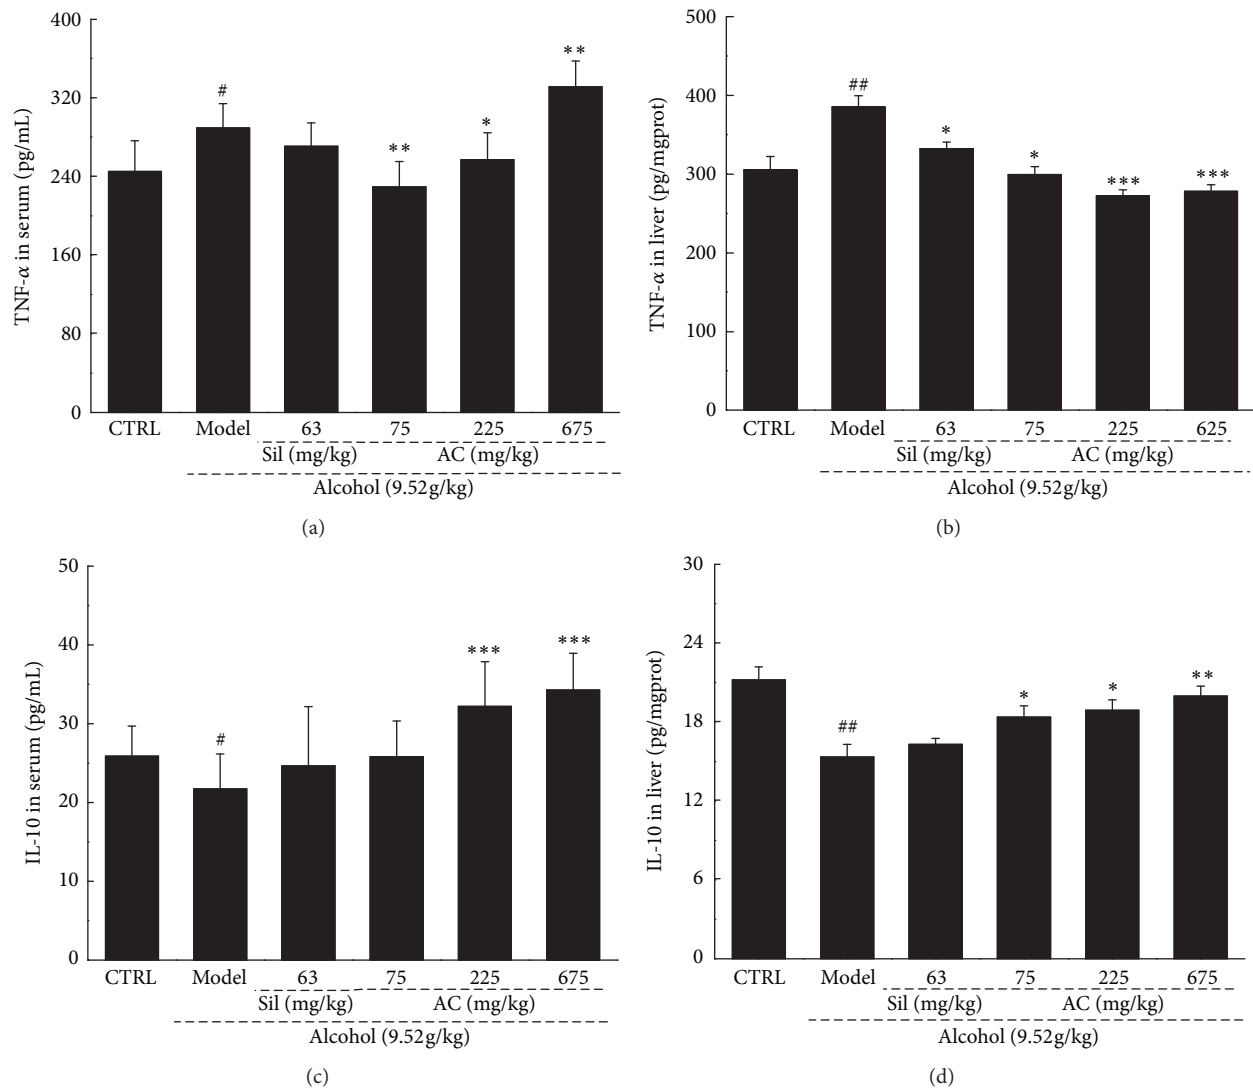 400
320
240
160
80
0
TNF-α in serum (pg/mL)
#
**
*
**
CTRL Model 63 75 225 675
Sil (mg/kg) AC (mg/kg)
Alcohol (9.52g/kg)
(a)
500
400
300
200
100
0
TNF-α in liver (pg/mgprot)
##
*
*
***
***
CTRL Model 63 75 225 625
Sil (mg/kg) AC (mg/kg)
Alcohol (9.52g/kg)
(b)
50
40
30
20
10
0
IL-10 in serum (pg/mL)
#
***
***
CTRL Model 63 75 225 675
Sil (mg/kg) AC (mg/kg)
Alcohol (9.52g/kg)
(c)
30
24
18
12
6
0
IL-10 in liver (pg/mgprot)
##
*
*
**
CTRL Model 63 75 225 675
Sil (mg/kg) AC (mg/kg)
Alcohol (9.52g/kg)
(d)